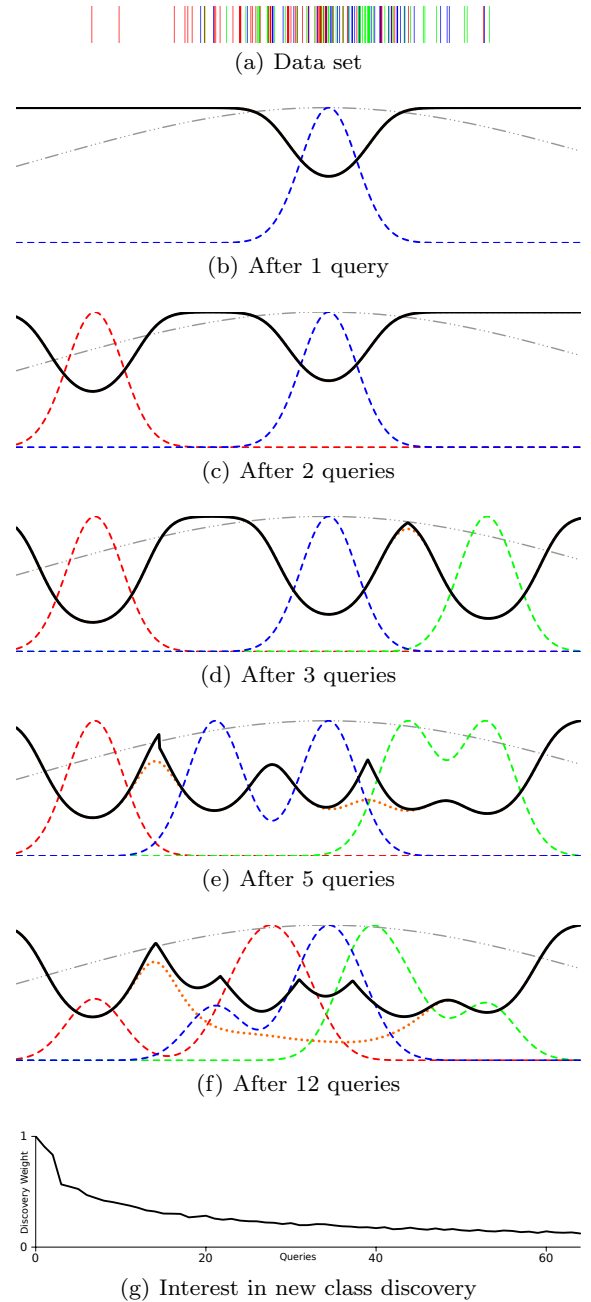 (a) Data set
(b) After 1 query
(c) After 2 queries
(d) After 3 queries
(e) After 5 queries
(f) After 12 queries
1
Discovery Weight
0
0
20
Queries
40
60
(g) Interest in new class discovery